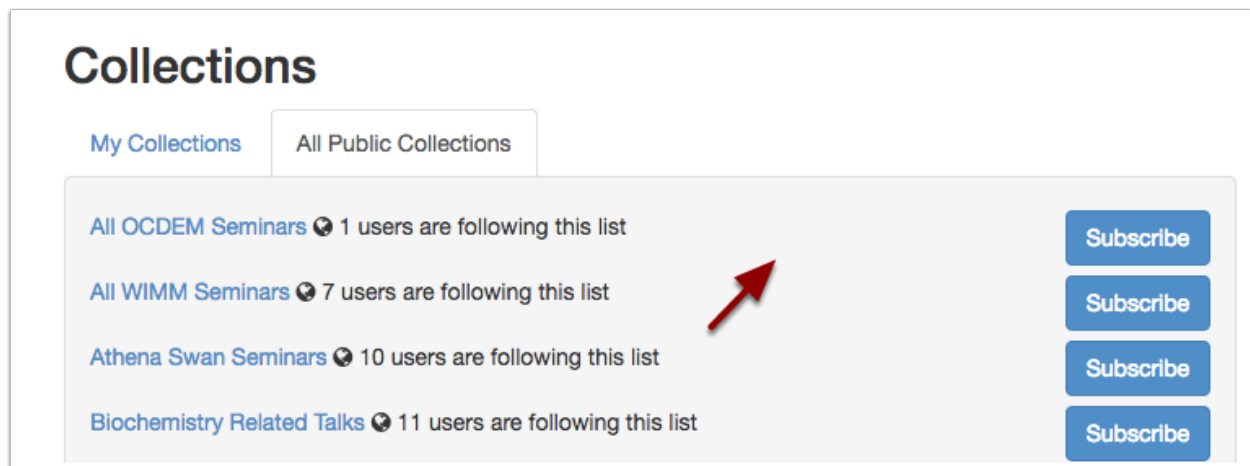 Collections
My Collections All Public Collections
All OCDEM Seminars 1 users are following this list Subscribe
All WIMM Seminars 7 users are following this list Subscribe
Athena Swan Seminars 10 users are following this list Subscribe
Biochemistry Related Talks 11 users are following this list Subscribe